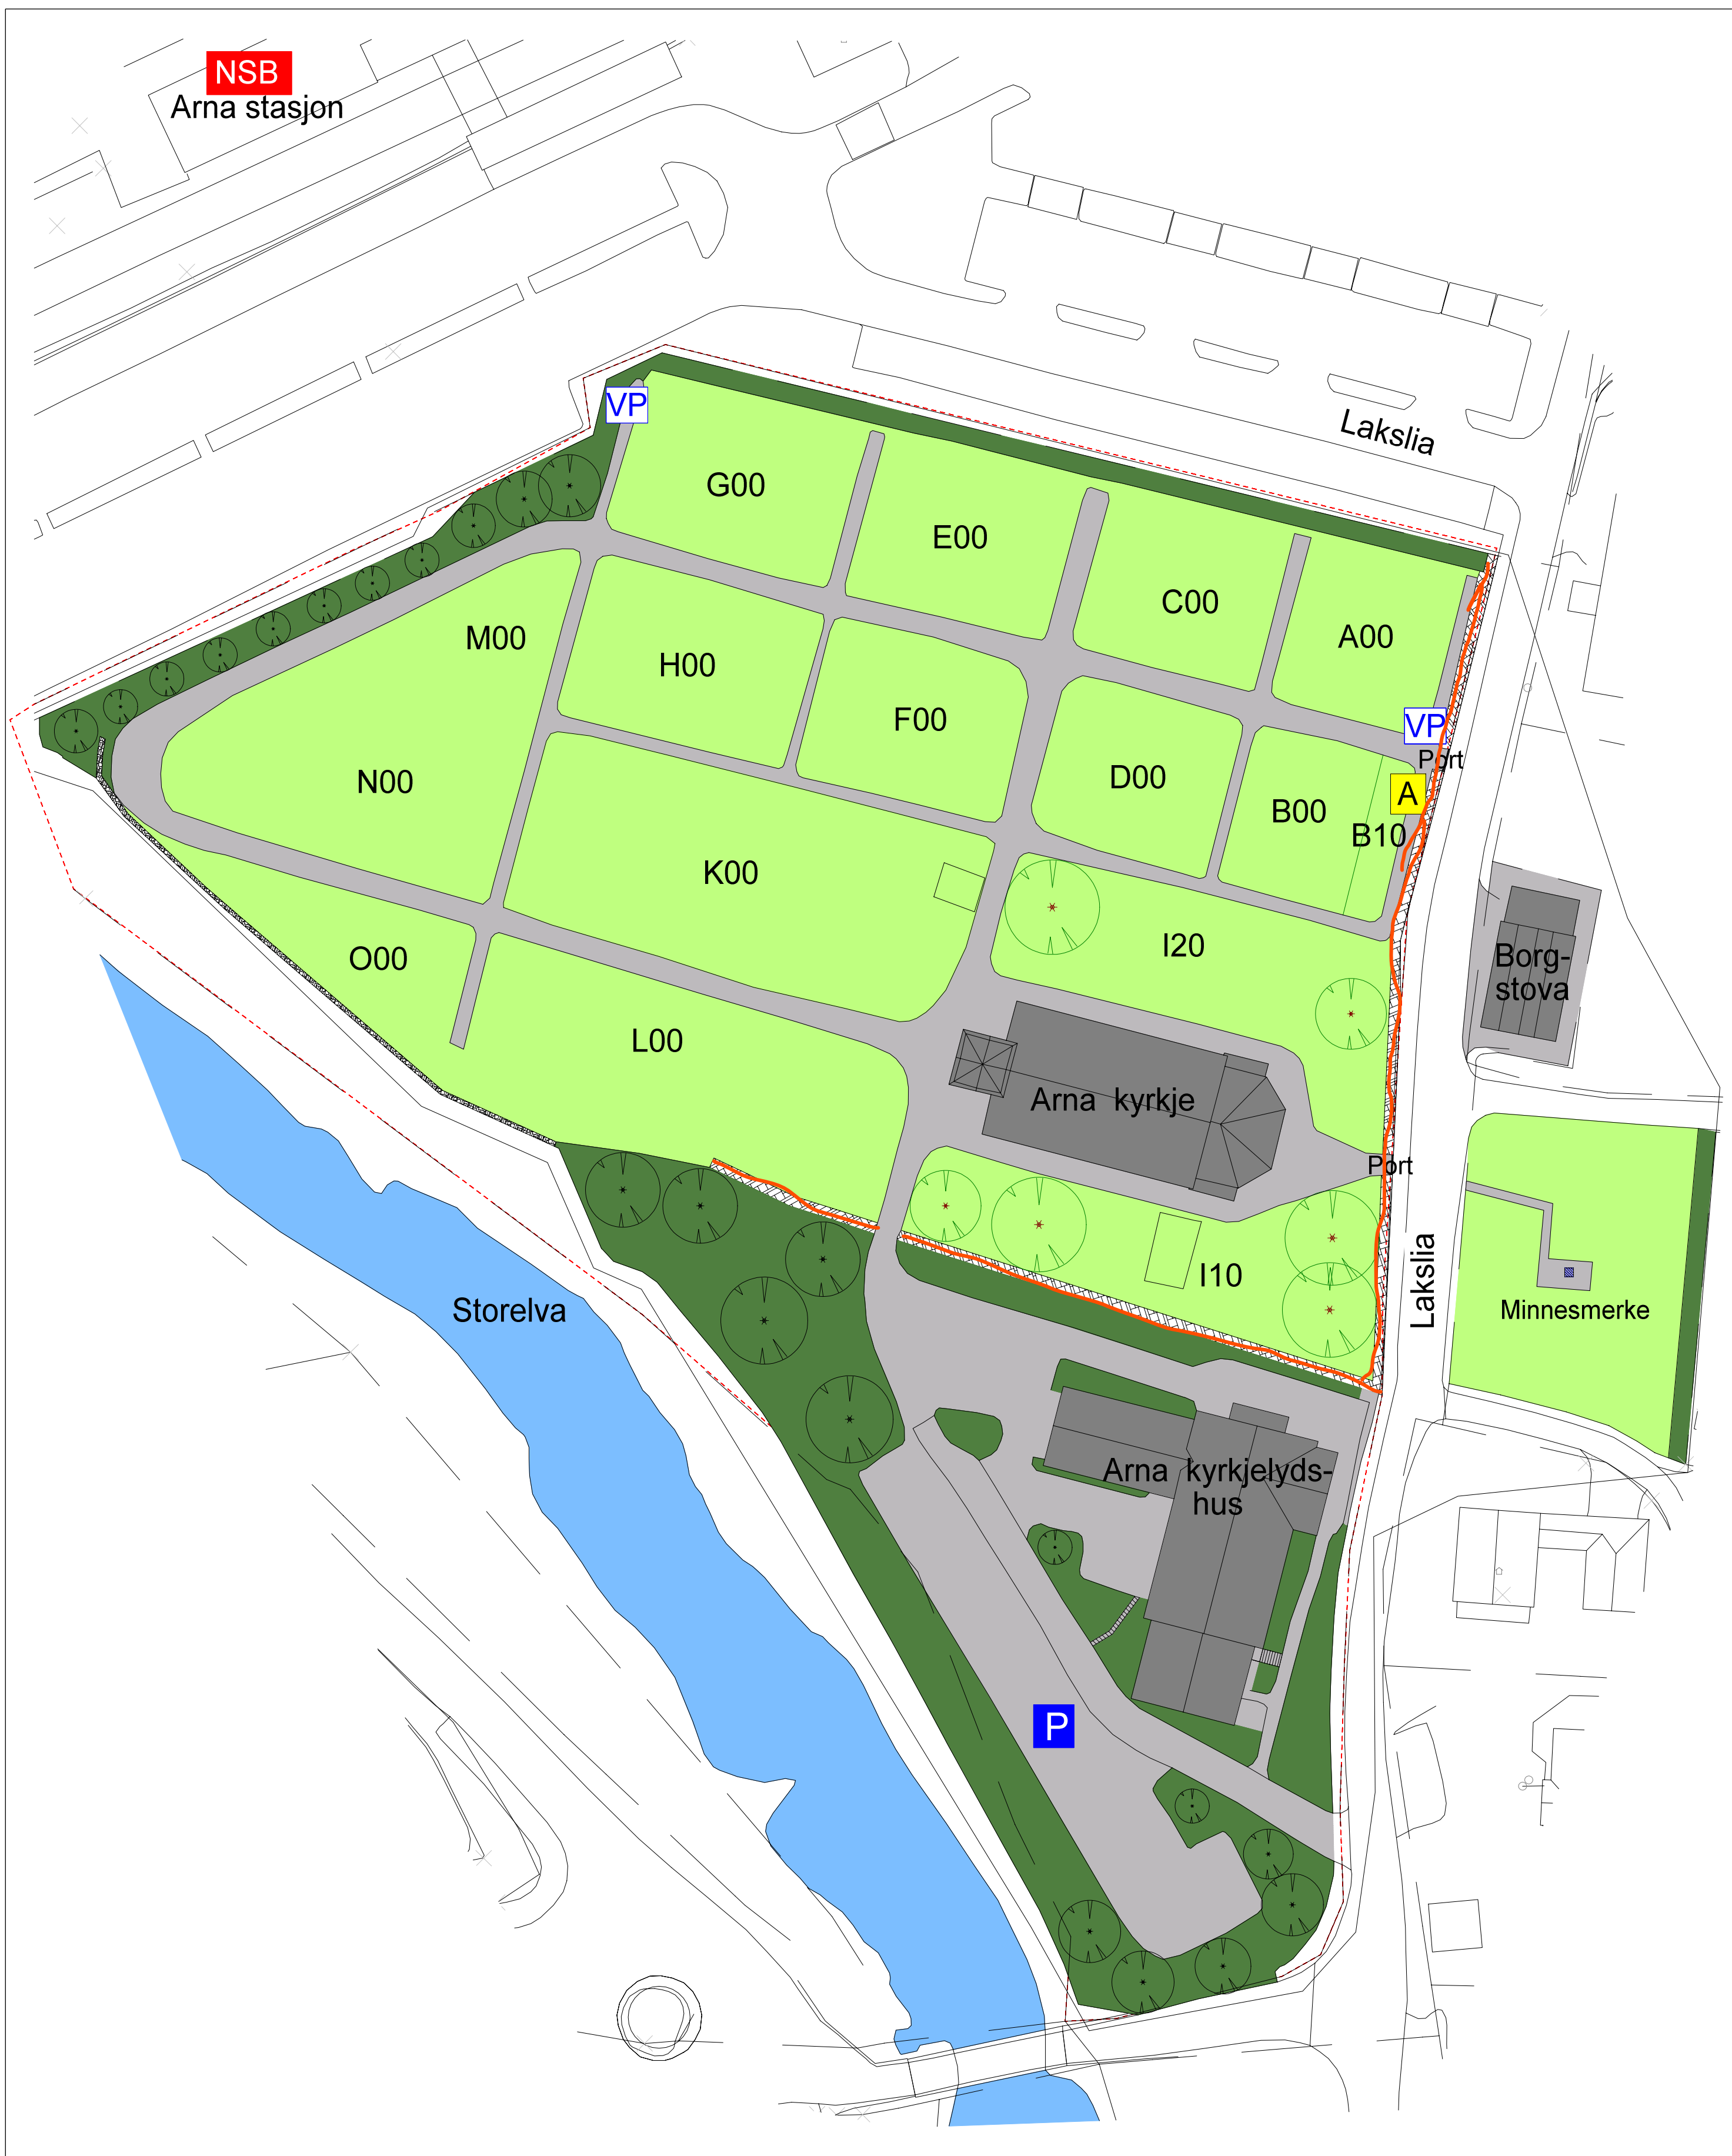 NSB
Arna stasjon
VP
Lakslia
G00
E00
C00
A00
M00
H00
F00
VP
Port
N00
D00
A
B00
B10
K00
O00
I20
Borg-
stova
L00
Arna kyrkje
Port
Lakslia
I10
Storelva
Minnesmerke
Arna kyrkjelyds-
hus
P